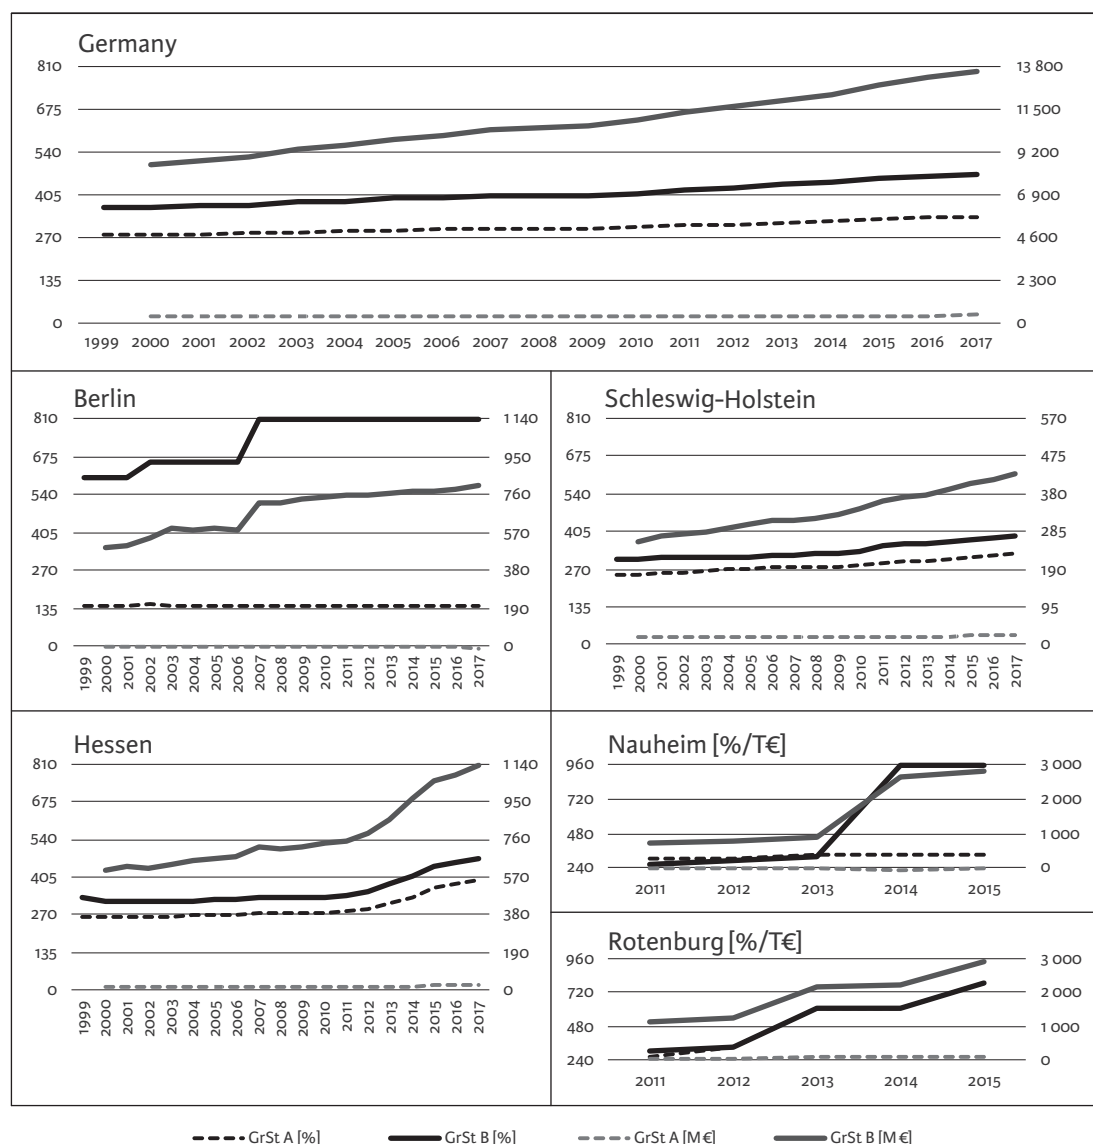 Germany
810 13 800
675 11 500
540 9 200
405 6 900
270 4 600
135 2 300
0 0
1999 2000 2001 2002 2003 2004 2005 2006 2007 2008 2009 2010 2011 2012 2013 2014 2015 2016 2017
Berlin
810 1 140
675 950
540 760
405 570
270 380
135 190
0 0
1999 2000 2001 2002 2003 2004 2005 2006 2007 2008 2009 2010 2011 2012 2013 2014 2015 2016 2017
Schleswig-Holstein
810 570
675 475
540 380
405 285
270 190
135 95
0 0
1999 2000 2001 2002 2003 2004 2005 2006 2007 2008 2009 2010 2011 2012 2013 2014 2015 2016 2017
Hessen
810 1 140
675 950
540 760
405 570
270 380
135 190
0 0
1999 2000 2001 2002 2003 2004 2005 2006 2007 2008 2009 2010 2011 2012 2013 2014 2015 2016 2017
Nauheim [%/T€]
960 3 000
720 2 000
480 1 000
240 0
2011 2012 2013 2014 2015
Rotenburg [%/T€]
960 3 000
720 2 000
480 1 000
240 0
2011 2012 2013 2014 2015
GrSt A [%] GrSt B [%] GrSt A [M€] GrSt B [M€]